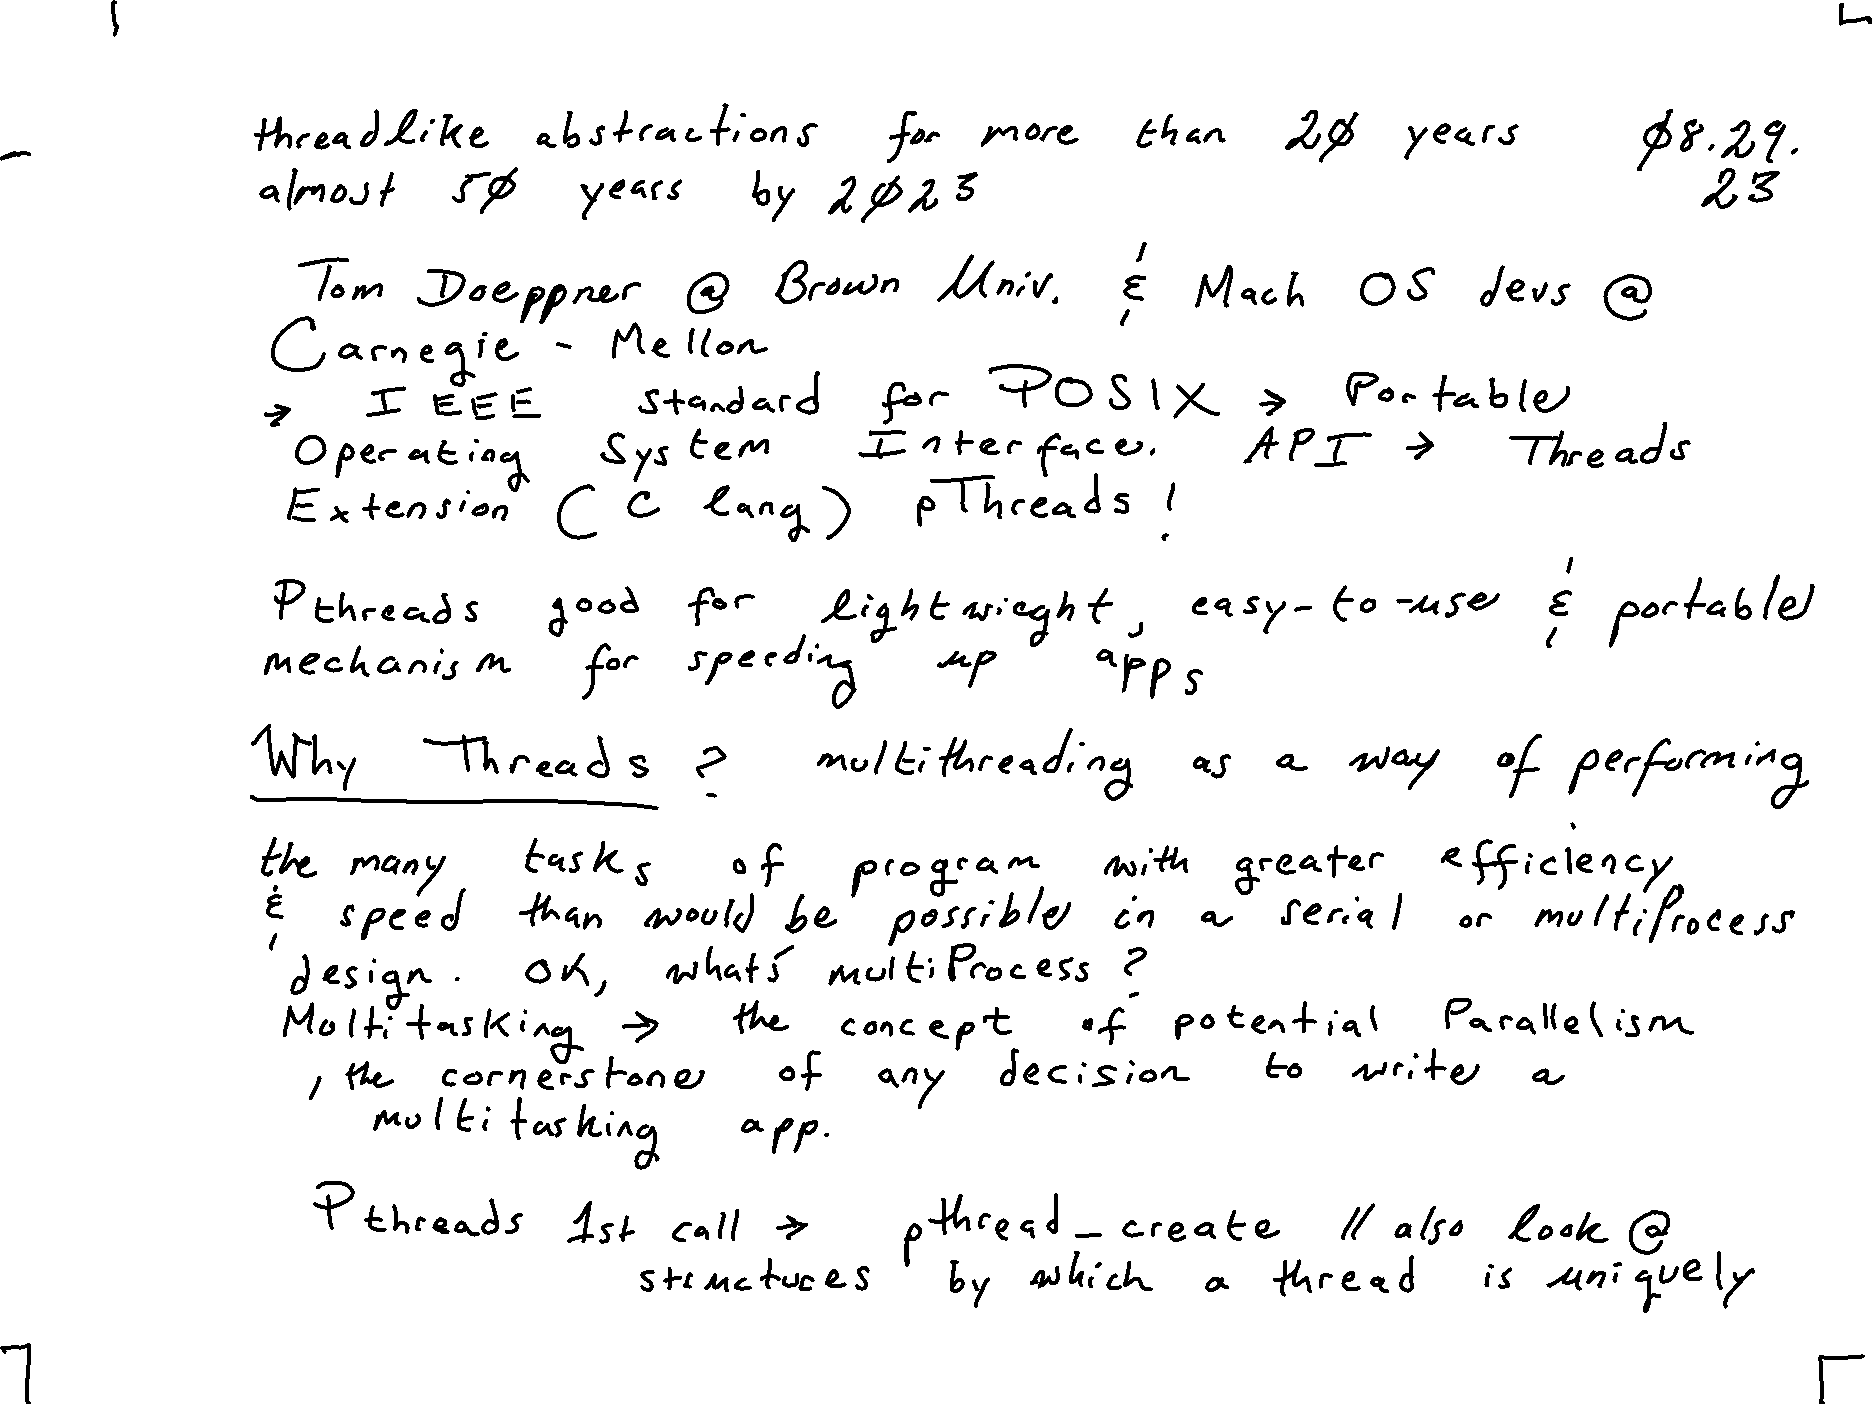 threadlike abstractions for more than 2∅ years ∅8.29.
almost 5∅ years by 2∅23 23
Tom Doeppner @ Brown Univ. & Mach OS devs @
Carnegie - Mellon
→ IEEE standard for POSIX → Portable
Operating System Interface. API → Threads
Extension (C lang) pThreads!
Pthreads good for lightwieght, easy-to-use & portable
mechanism for speeding up apps
Why Threads? multithreading as a way of performing
the many tasks of program with greater efficiency
& speed than would be possible in a serial or multiProcess
design. OK, what's multiProcess?
Multitasking → the concept of potential Parallelism
, the cornerstone of any decision to write a
multitasking app.
Pthreads 1st call → pthread_create // also look @
structures by which a thread is uniquely